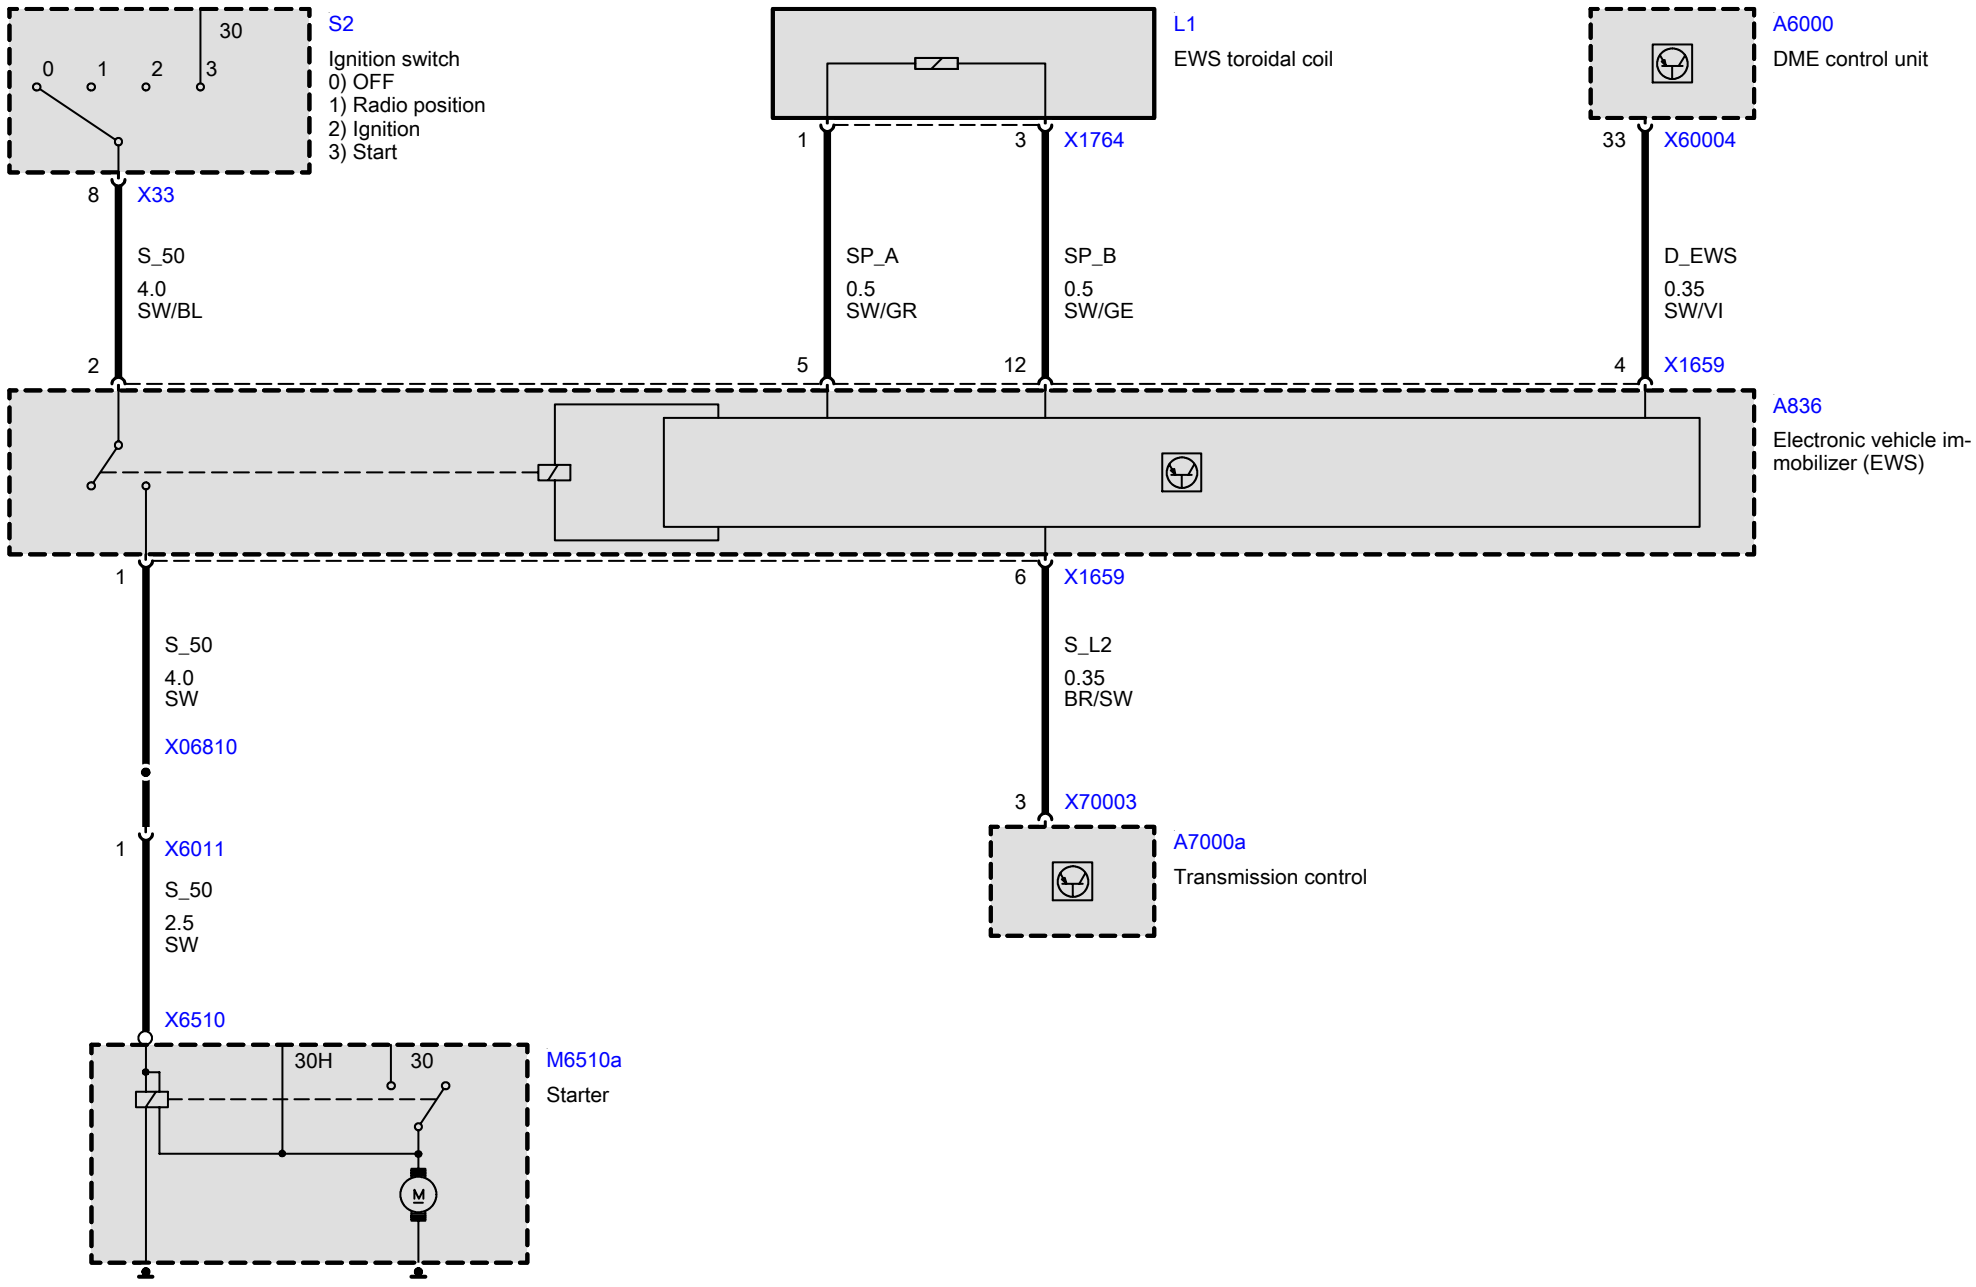 30
S2
Ignition switch
0) OFF
1) Radio position
2) Ignition
3) Start
0 1 2 3
8 X33
S_50
4.0
SW/BL
2
L1
EWS toroidal coil
1 3 X1764
SP_A
0.5
SW/GR
5
SP_B
0.5
SW/GE
12
A6000
DME control unit
33 X60004
D_EWS
0.35
SW/VI
4 X1659
A836
Electronic vehicle im-
mobilizer (EWS)
1
S_50
4.0
SW
X06810
1 X6011
S_50
2.5
SW
X6510
6 X1659
S_L2
0.35
BR/SW
3 X70003
A7000a
Transmission control
30H 30
M6510a
Starter
M